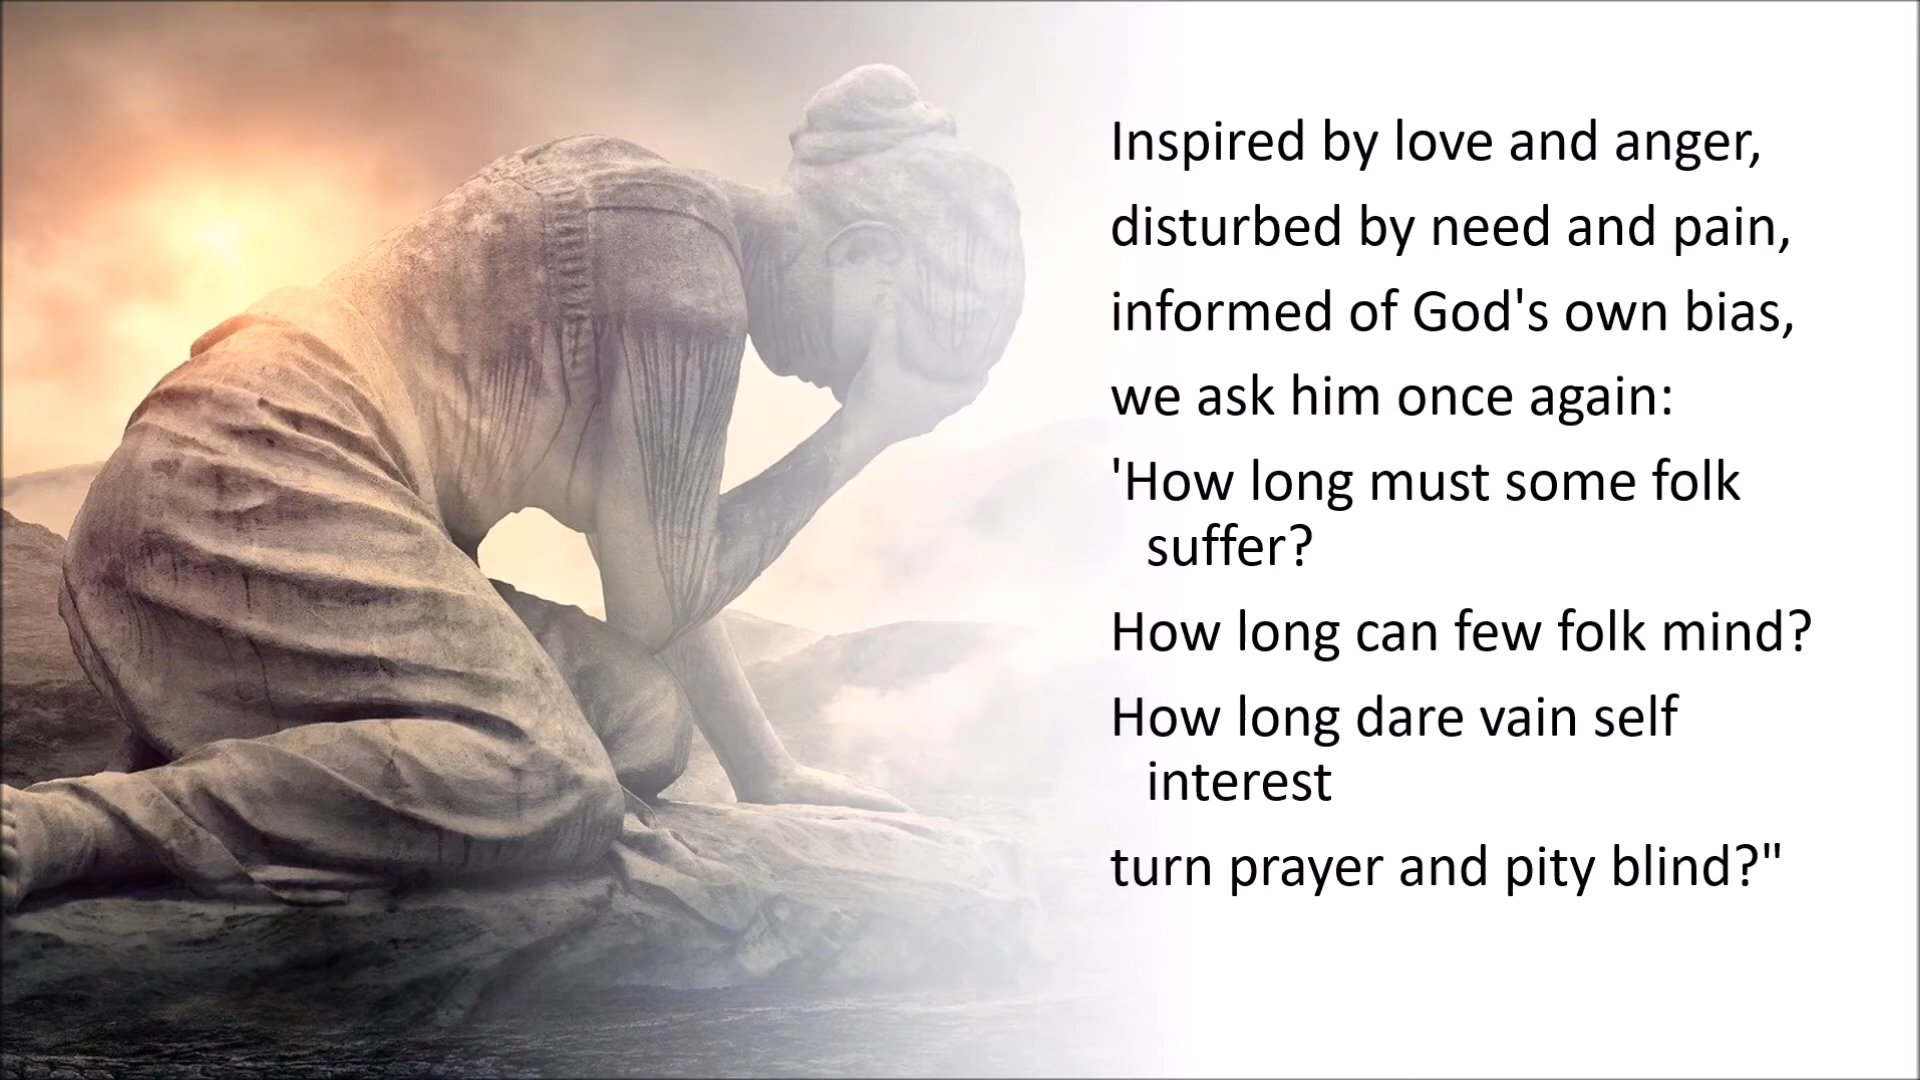 Inspired by love and anger,
disturbed by need and pain,
informed of God's own bias,
we ask him once again:
'How long must some folk
suffer?
How long can few folk mind?
How long dare vain self
interest
turn prayer and pity blind?"